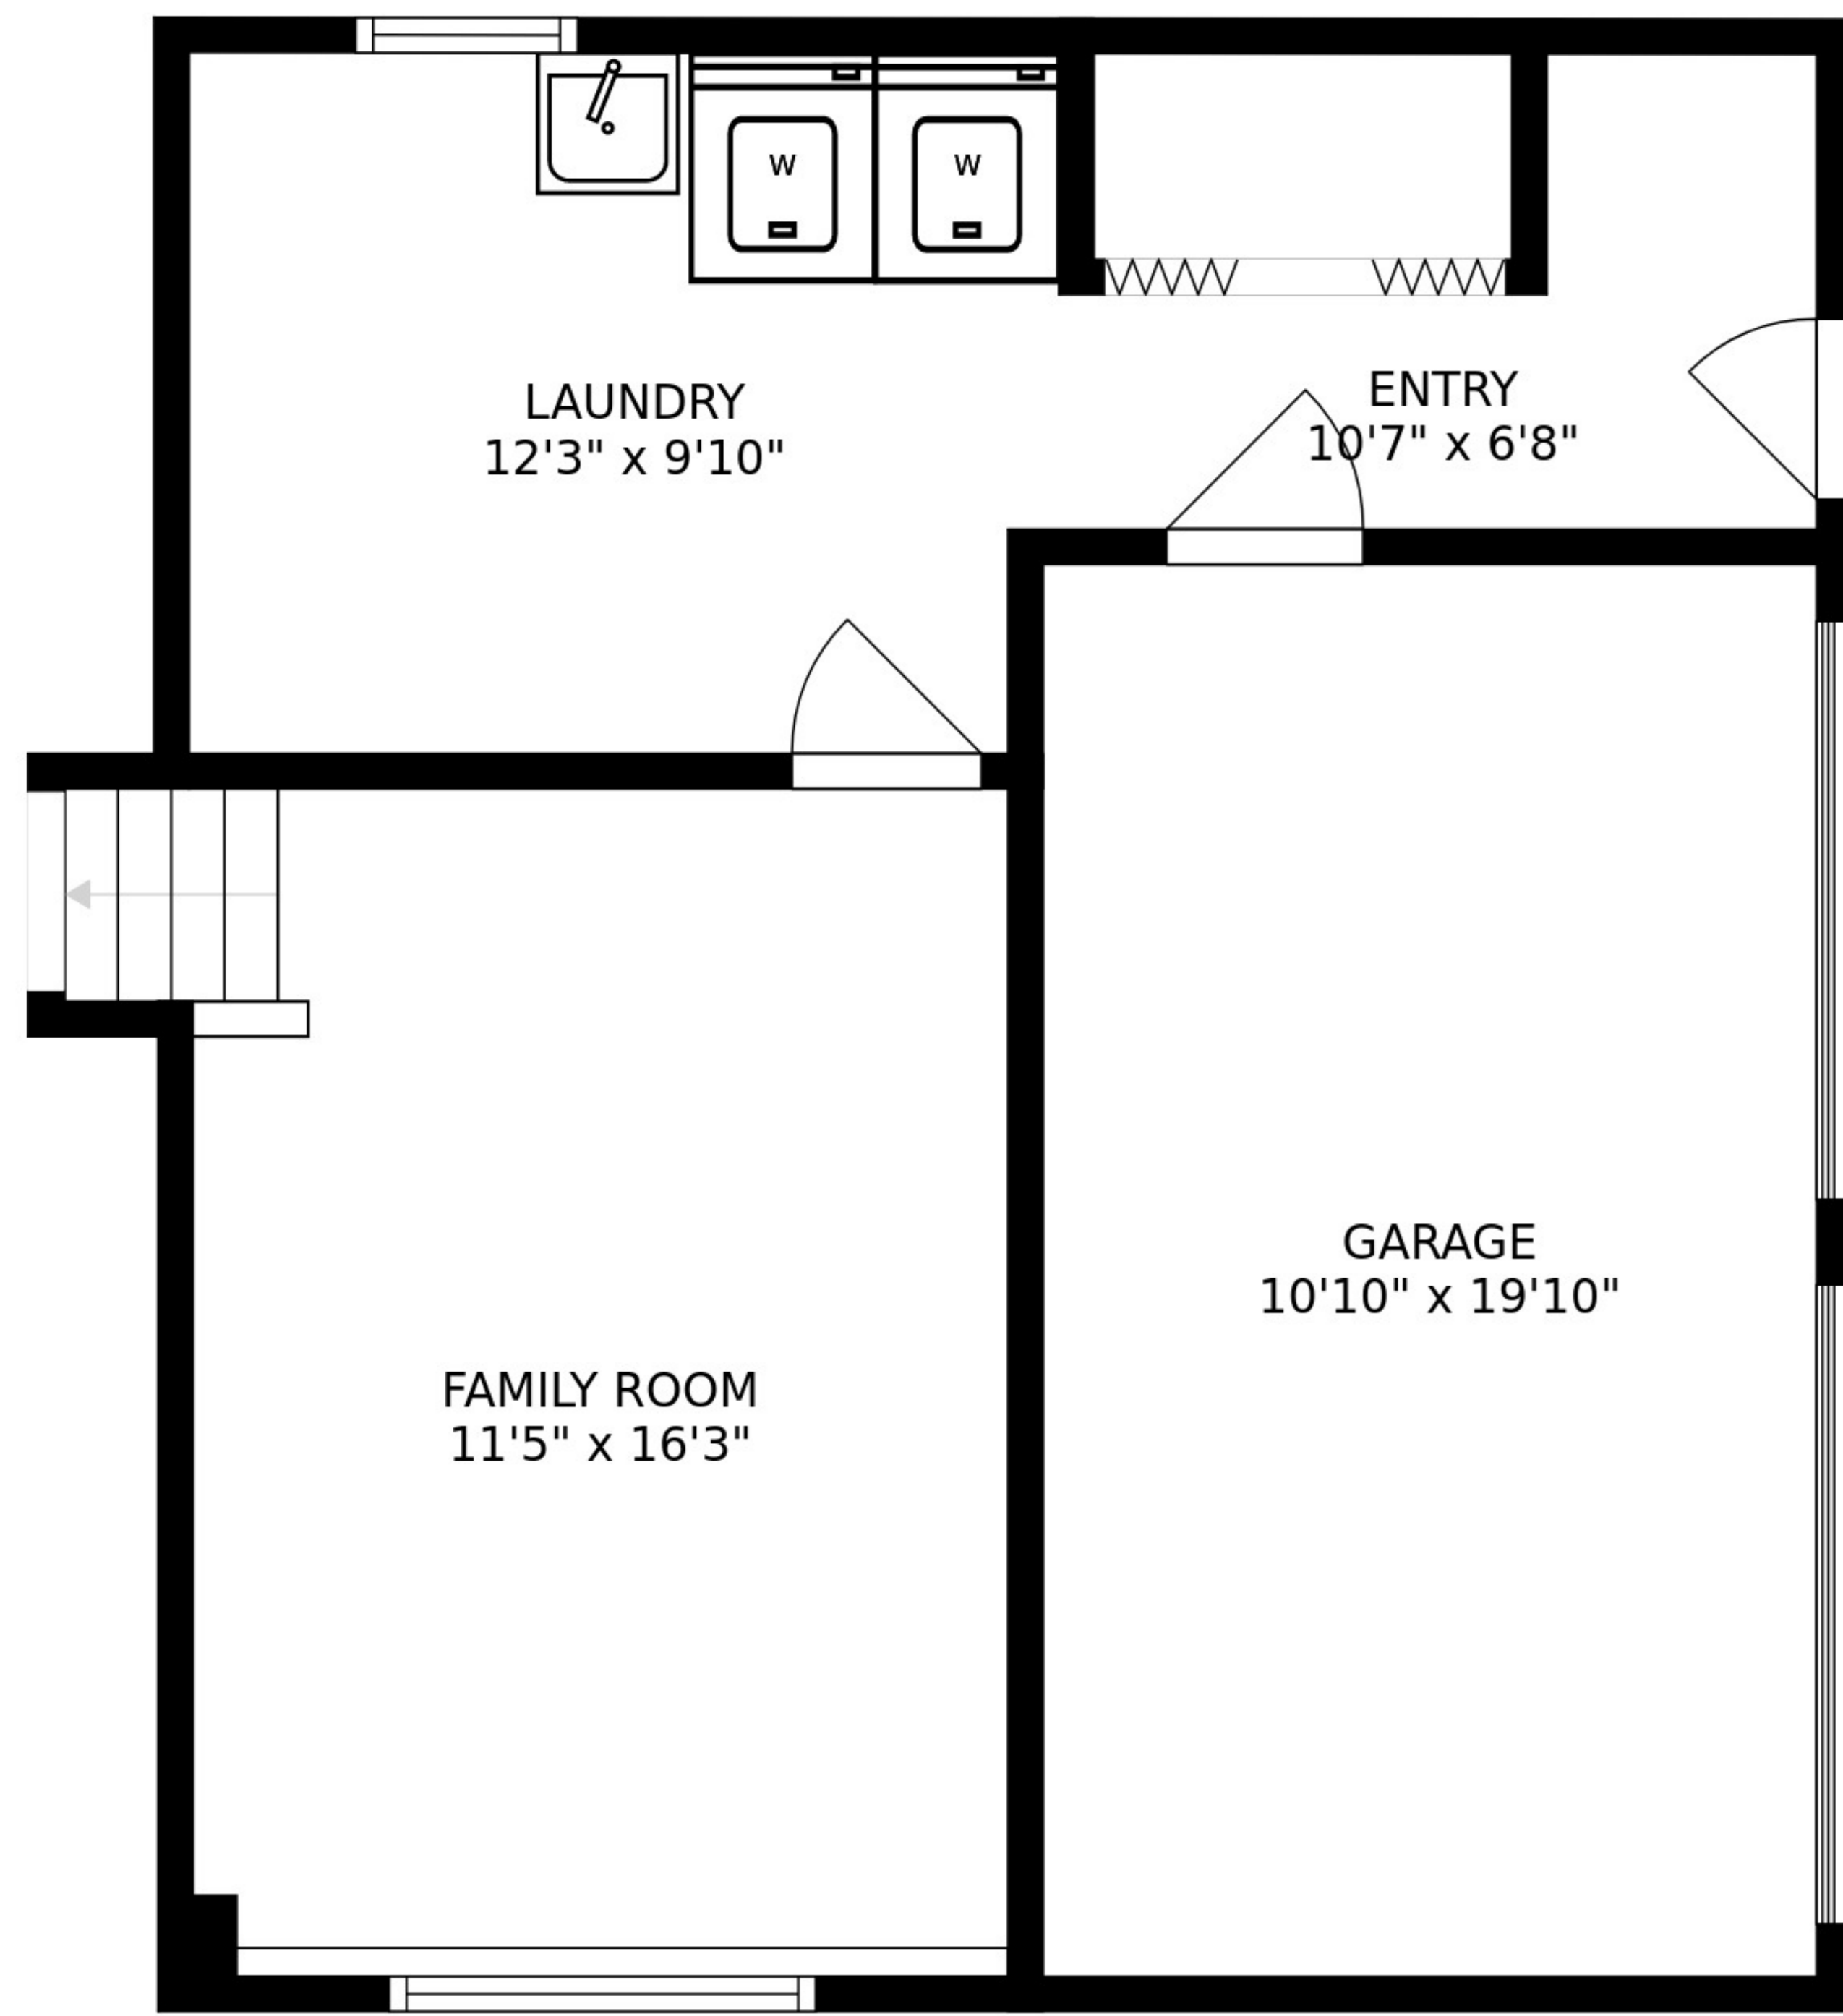 W
W
LAUNDRY
12'3" x 9'10"
ENTRY
10'7" x 6'8"
GARAGE
10'10" x 19'10"
FAMILY ROOM
11'5" x 16'3"